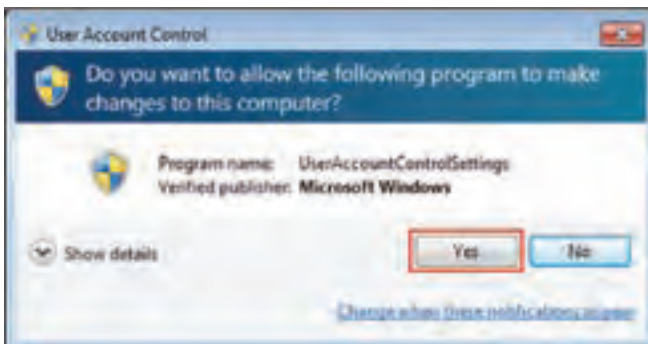 User Account Control
Do you want to allow the following program to make
changes to this computer?
Program name: UserAccountControlSettings
Verified publisher: Microsoft Windows
Show details
Yes
No
Change when these notifications appear